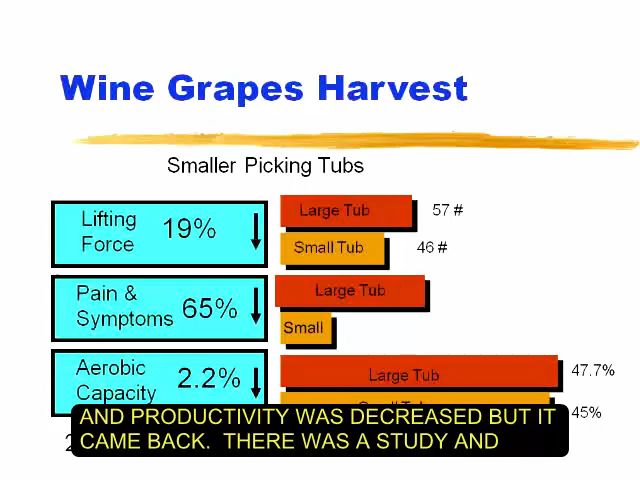 Wine Grapes Harvest
Smaller Picking Tubs
Lifting Force 19%
Large Tub 57 #
Small Tub 46 #
Pain & Symptoms 65%
Large Tub
Small
Aerobic Capacity 2.2%
Large Tub 47.7%
45%
AND PRODUCTIVITY WAS DECREASED BUT IT
CAME BACK. THERE WAS A STUDY AND